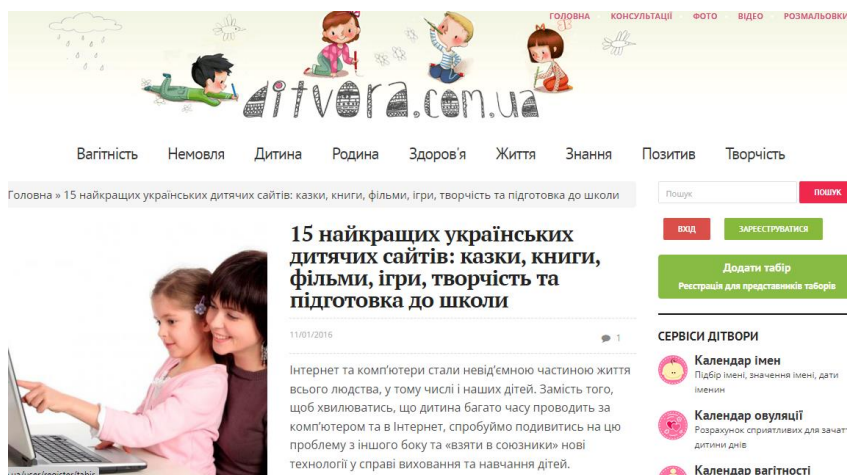 ГОЛОВНА КОНСУЛЬТАЦІЇ ФОТО ВІДЕО РОЗМАЛЬОВКИ
ditvora.com.ua
Вагітність Немовля Дитина Родина Здоров'я Життя Знання Позитив Творчість
Головна » 15 найкращих українських дитячих сайтів: казки, книги, фільми, ігри, творчість та підготовка до школи
Пошук ПОШУК
ВХІД ЗАРЕЄСТРУВАТИСЯ
Додати табір
Реєстрація для представників таборів
15 найкращих українських
дитячих сайтів: казки, книги,
фільми, ігри, творчість та
підготовка до школи
11/01/2016 1
Інтернет та комп'ютери стали невід'ємною частиною життя
всього людства, у тому числі і наших дітей. Замість того,
щоб хвилюватись, що дитина багато часу проводить за
комп'ютером та в Інтернет, спробуймо подивитись на цю
проблему з іншого боку та «взяти в союзники» нові
технології у справі виховання та навчання дітей.
СЕРВІСИ ДІТВОРИ
Календар імен
Підбір імені, значення імені, дати
іменин
Календар овуляції
Розрахунок сприятливих для зачаття
дитини днів
Календар вагітності